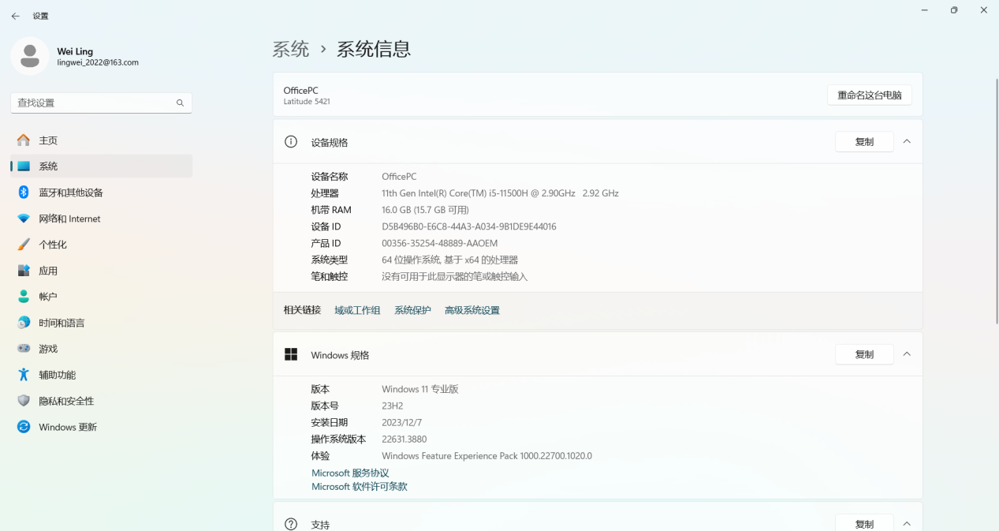 设置
Wei Ling
lingwei_2022@163.com
查找设置
主页
系统
蓝牙和其他设备
网络和 Internet
个性化
应用
帐户
时间和语言
游戏
辅助功能
隐私和安全性
Windows 更新
系统 › 系统信息
OfficePC
Latitude 5421
重命名这台电脑
设备规格
复制
设备名称 OfficePC
处理器 11th Gen Intel(R) Core(TM) i5-11500H @ 2.90GHz 2.92 GHz
机带 RAM 16.0 GB (15.7 GB 可用)
设备 ID D5B496B0-E6C8-44A3-A034-9B1DE9E44016
产品 ID 00356-35254-48889-AAOEM
系统类型 64 位操作系统, 基于 x64 的处理器
笔和触控 没有可用于此显示器的笔或触控输入
相关链接 域或工作组 系统保护 高级系统设置
Windows 规格
复制
版本 Windows 11 专业版
版本号 23H2
安装日期 2023/12/7
操作系统版本 22631.3880
体验 Windows Feature Experience Pack 1000.22700.1020.0
Microsoft 服务协议
Microsoft 软件许可条款
支持
复制